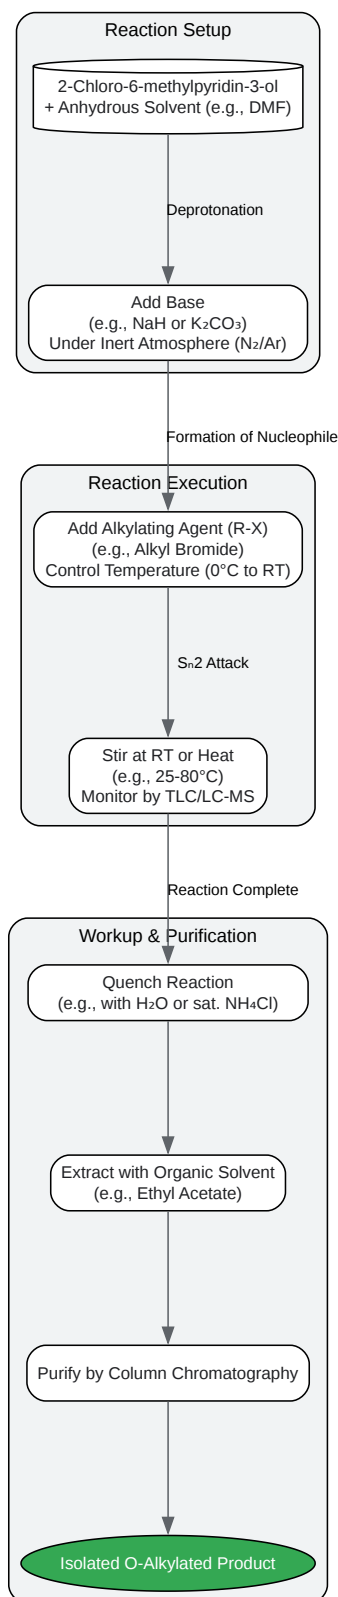 Reaction Setup
2-Chloro-6-methylpyridin-3-ol
+ Anhydrous Solvent (e.g., DMF)
Deprotonation
Add Base
(e.g., NaH or K₂CO₃)
Under Inert Atmosphere (N₂/Ar)
Formation of Nucleophile
Reaction Execution
Add Alkylating Agent (R-X)
(e.g., Alkyl Bromide)
Control Temperature (0°C to RT)
Sₙ2 Attack
Stir at RT or Heat
(e.g., 25-80°C)
Monitor by TLC/LC-MS
Reaction Complete
Workup & Purification
Quench Reaction
(e.g., with H₂O or sat. NH₄Cl)
Extract with Organic Solvent
(e.g., Ethyl Acetate)
Purify by Column Chromatography
Isolated O-Alkylated Product